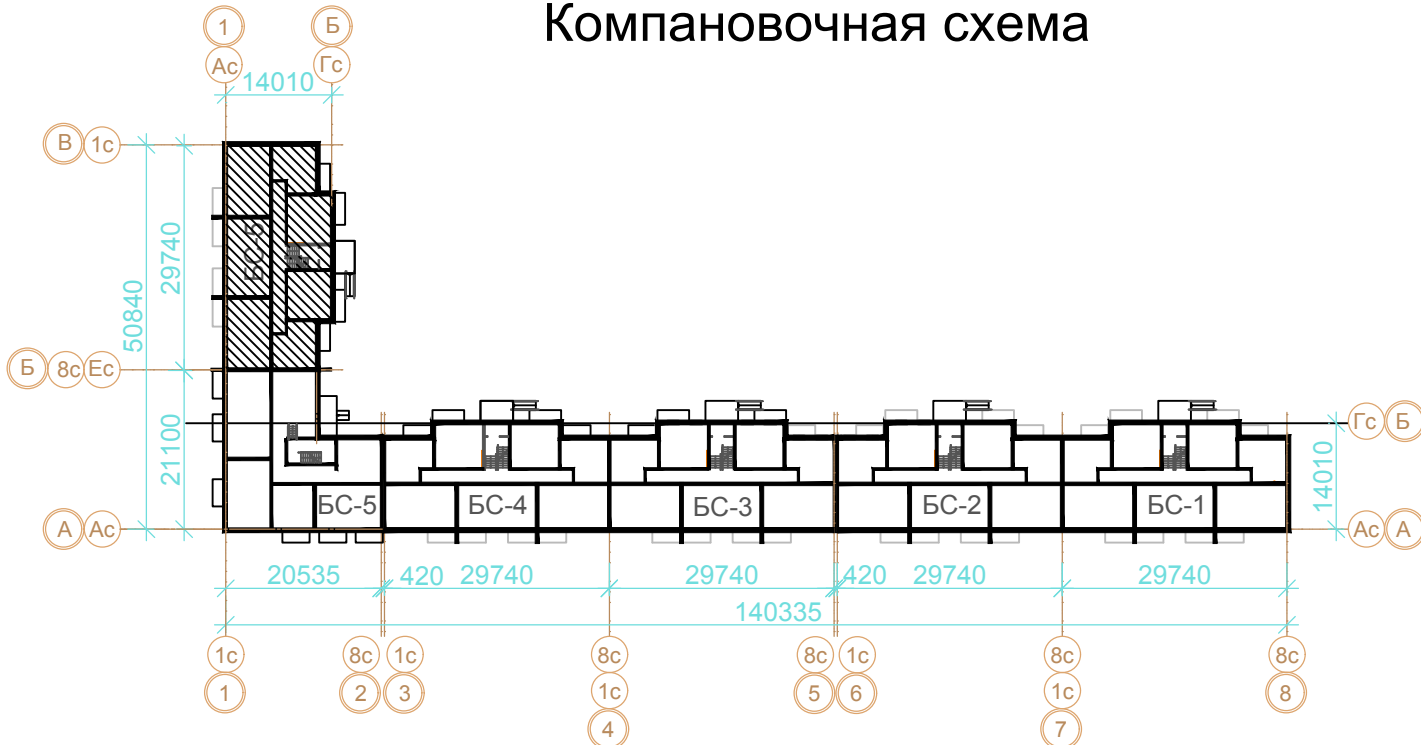 Компановочная схема
1 Б
Ас Гс
14010
В 1с
29740
50840
БС-6
Б 8с Ес
21100
Гс Б
14010
БС-5 БС-4 БС-3 БС-2 БС-1
А Ас
Ас А
20535 420 29740 29740 420 29740 29740
140335
1с 8с 1с 8с 8с 1с 8с 8с
1 2 3 1с 5 6 1с 8
4 7